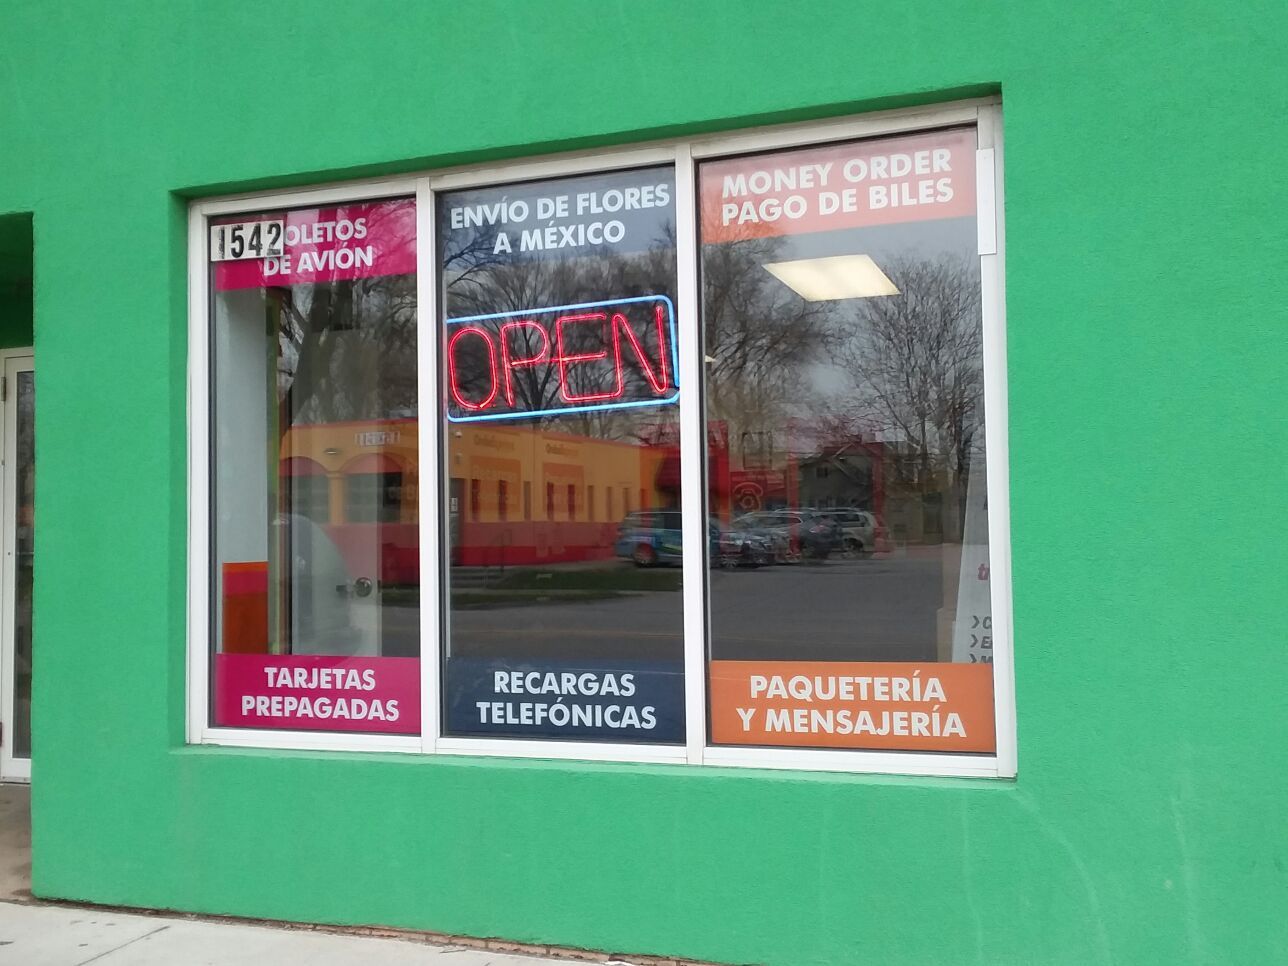 1542
OLETOS
DE AVIÓN
ENVÍO DE FLORES
A MÉXICO
MONEY ORDER
PAGO DE BILES
OPEN
TARJETAS
PREPAGADAS
RECARGAS
TELEFÓNICAS
PAQUETERÍA
Y MENSAJERÍA